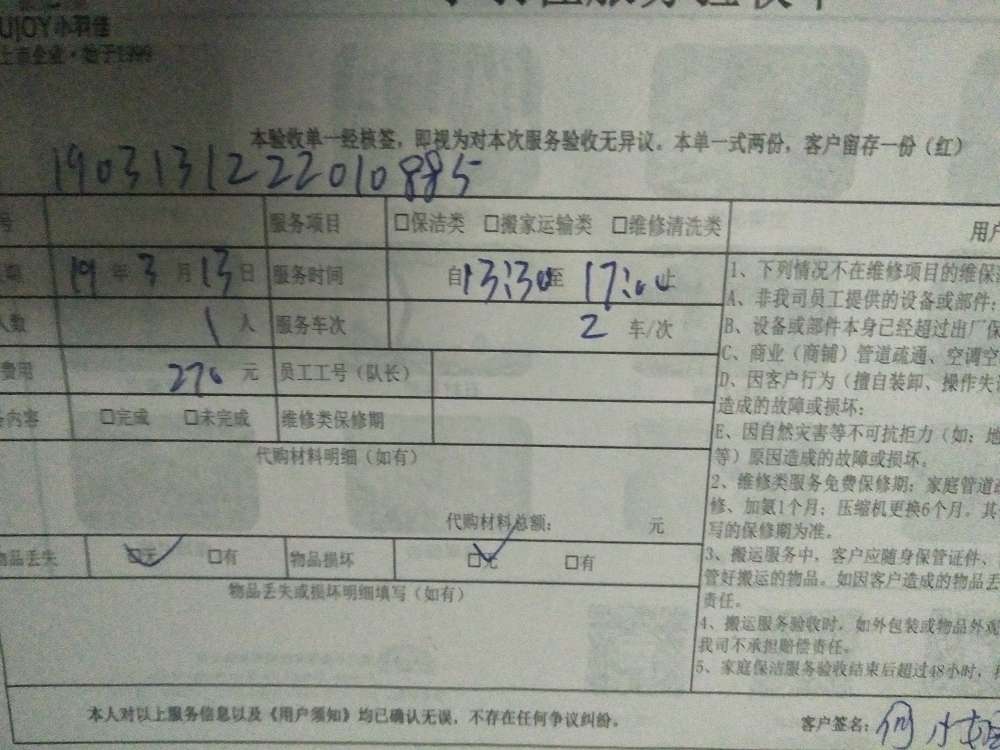 UJOY小羽佳
上市企业·始于1999
本验收单一经核签，即视为对本次服务验收无异议。本单一式两份，客户留存一份（红）
1903131222010885
号 服务项目 □保洁类 □搬家运输类 □维修清洗类
期 19 年 3 月 13 日 服务时间 自 13:30 至 17:00 止
人数 1 人 服务车次 2 车/次
费用 270 元 员工工号（队长）
务内容 □完成 □未完成 维修类保修期
代购材料明细（如有）
代购材料总额： 元
物品丢失 □无 □有 物品损坏 □无 □有
物品丢失或损坏明细填写（如有）
本人对以上服务信息以及《用户须知》均已确认无误，不存在任何争议纠纷。
客户签名：何小
用户
1、下列情况不在维修项目的维保
A、非我司员工提供的设备或部件；
B、设备或部件本身已经超过出厂保
C、商业（商铺）管道疏通、空调空
D、因客户行为（擅自装卸、操作失
造成的故障或损坏；
E、因自然灾害等不可抗拒力（如：地
等）原因造成的故障或损坏。
2、维修类服务免费保修期：家庭管道
修、加氨1个月；压缩机更换6个月。其
写的保修期为准。
3、搬运服务中，客户应随身保管证件、
管好搬运的物品。如因客户造成的物品丢
责任。
4、搬运服务验收时，如外包装或物品外观
我司不承担赔偿责任。
5、家庭保洁服务验收结束后超过48小时，